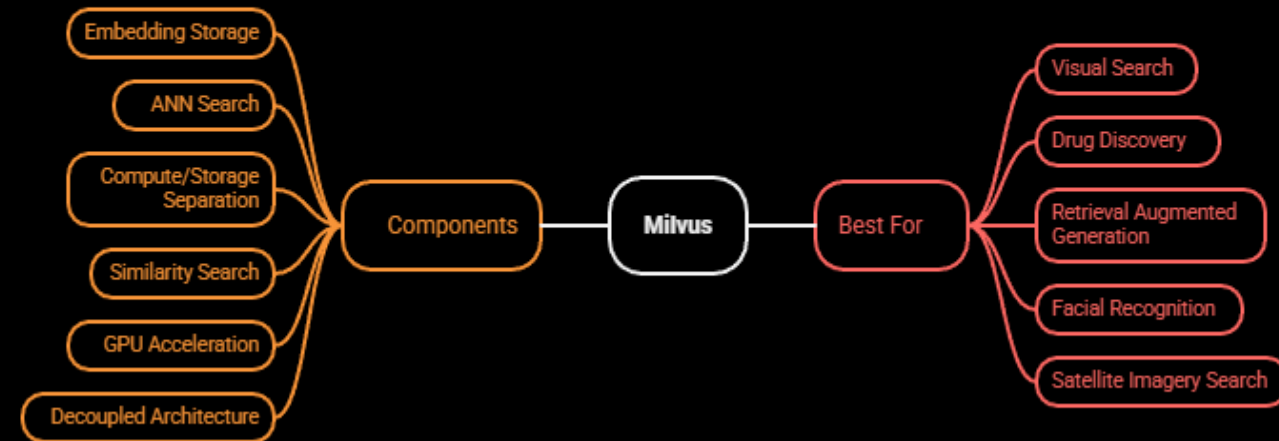 Embedding Storage
ANN Search
Compute/Storage
Separation
Similarity Search
GPU Acceleration
Decoupled Architecture
Components
Milvus
Best For
Visual Search
Drug Discovery
Retrieval Augmented
Generation
Facial Recognition
Satellite Imagery Search